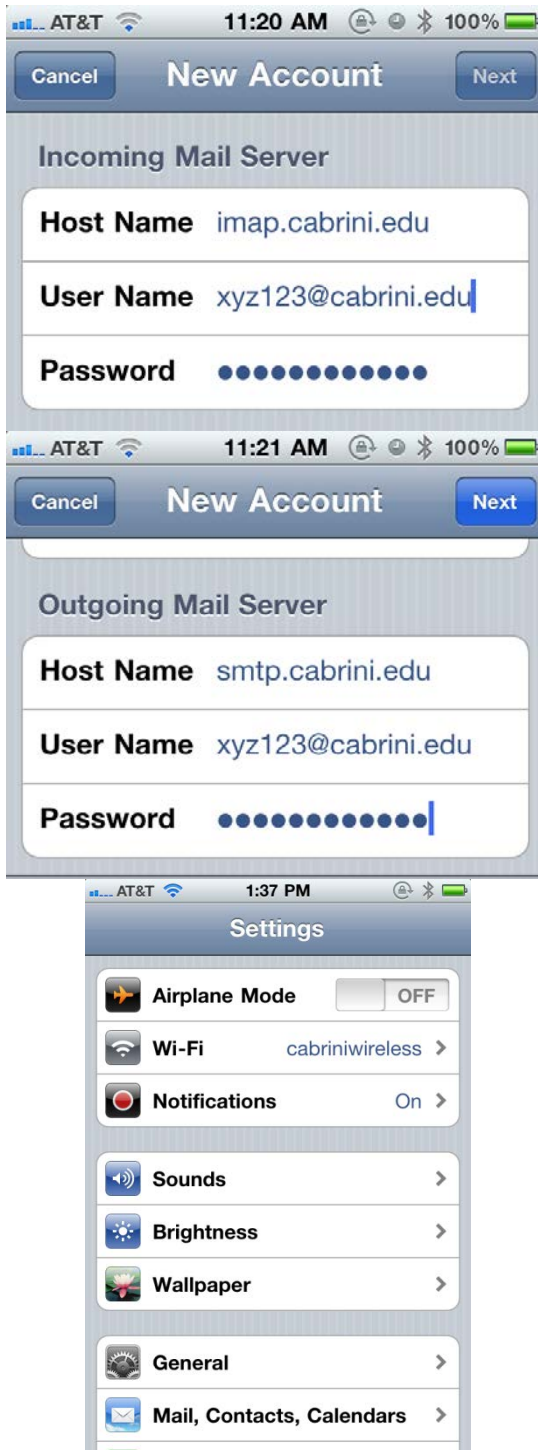 AT&T 11:20 AM 100%
Cancel New Account Next
Incoming Mail Server
Host Name imap.cabrini.edu
User Name xyz123@cabrini.edu
Password ●●●●●●●●●●●●
AT&T 11:21 AM 100%
Cancel New Account Next
Outgoing Mail Server
Host Name smtp.cabrini.edu
User Name xyz123@cabrini.edu
Password ●●●●●●●●●●●●
AT&T 1:37 PM
Settings
Airplane Mode OFF
Wi-Fi cabriniwireless
Notifications On
Sounds
Brightness
Wallpaper
General
Mail, Contacts, Calendars